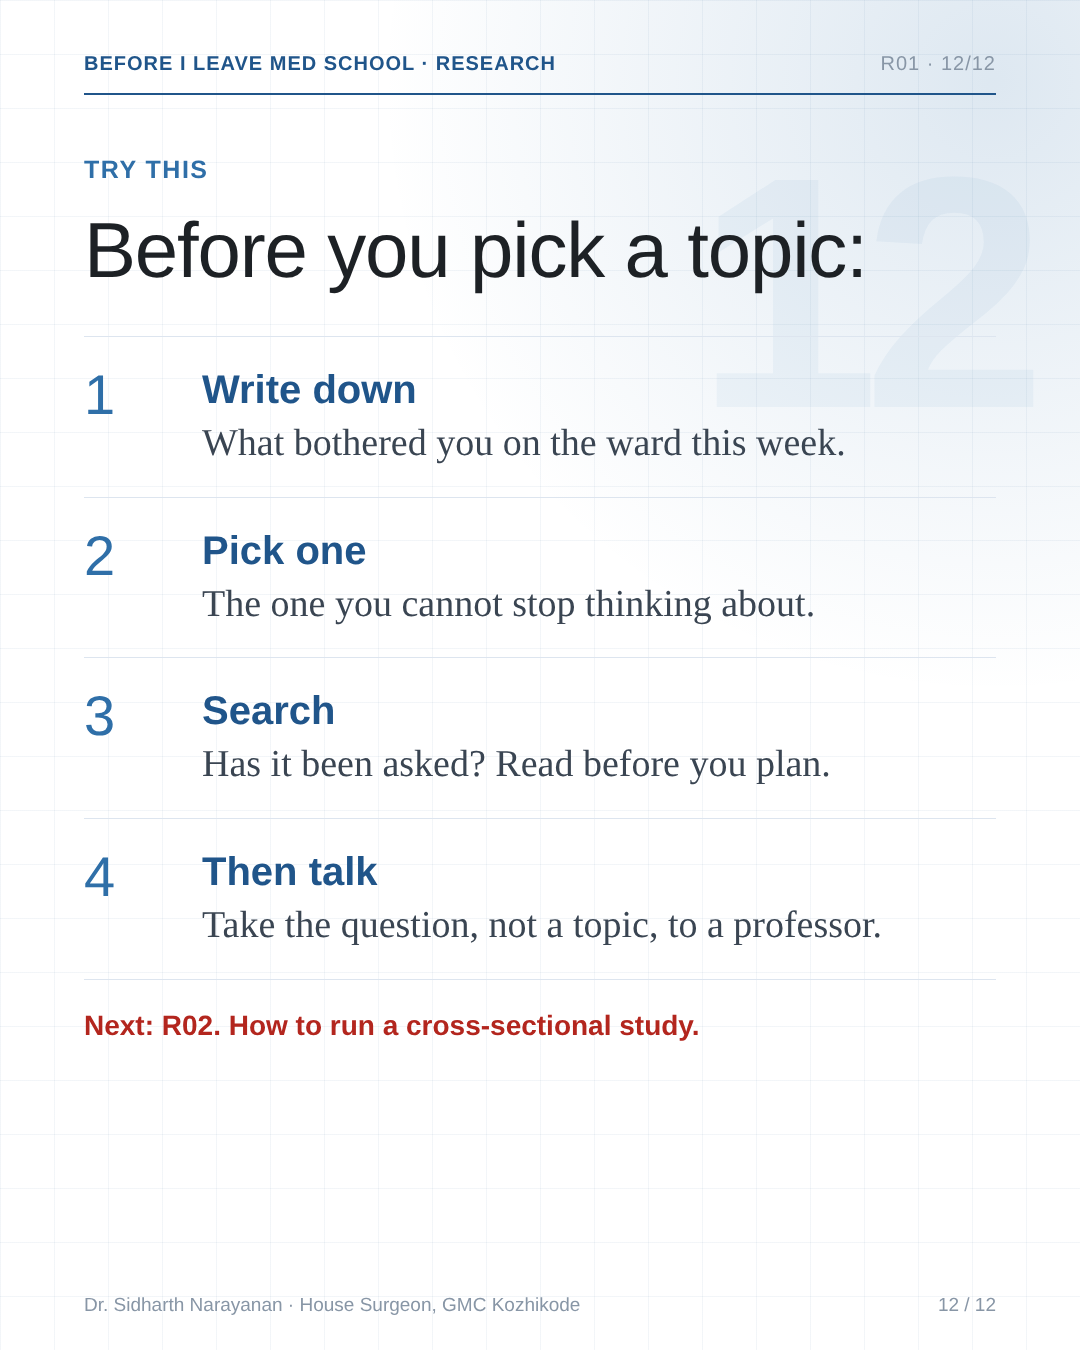 BEFORE I LEAVE MED SCHOOL · RESEARCH
R01 · 12/12
TRY THIS
12
Before you pick a topic:
1
Write down
What bothered you on the ward this week.
2
Pick one
The one you cannot stop thinking about.
3
Search
Has it been asked? Read before you plan.
4
Then talk
Take the question, not a topic, to a professor.
Next: R02. How to run a cross-sectional study.
Dr. Sidharth Narayanan · House Surgeon, GMC Kozhikode
12 / 12